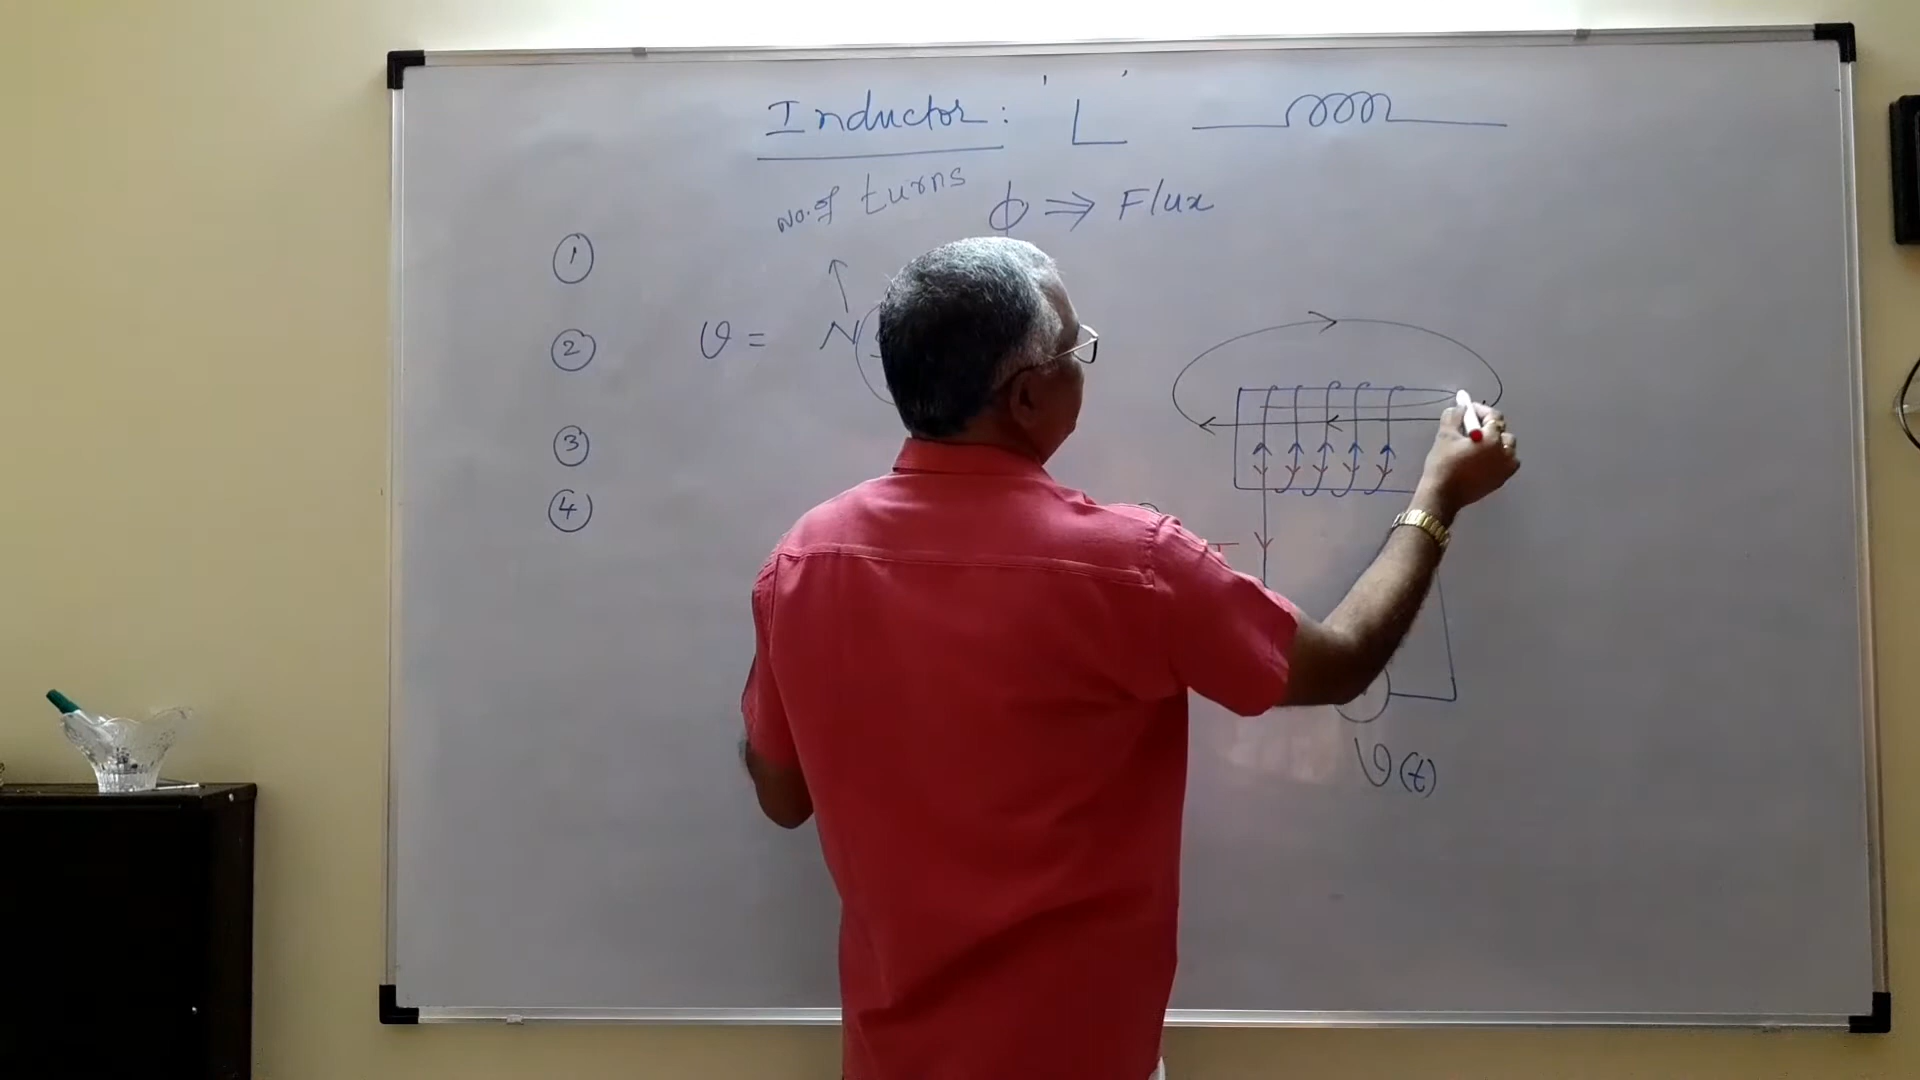 Inductor: 'L'
No. of turns
ϕ ⇒ Flux
①
② v = N
③
④
I
v(t)